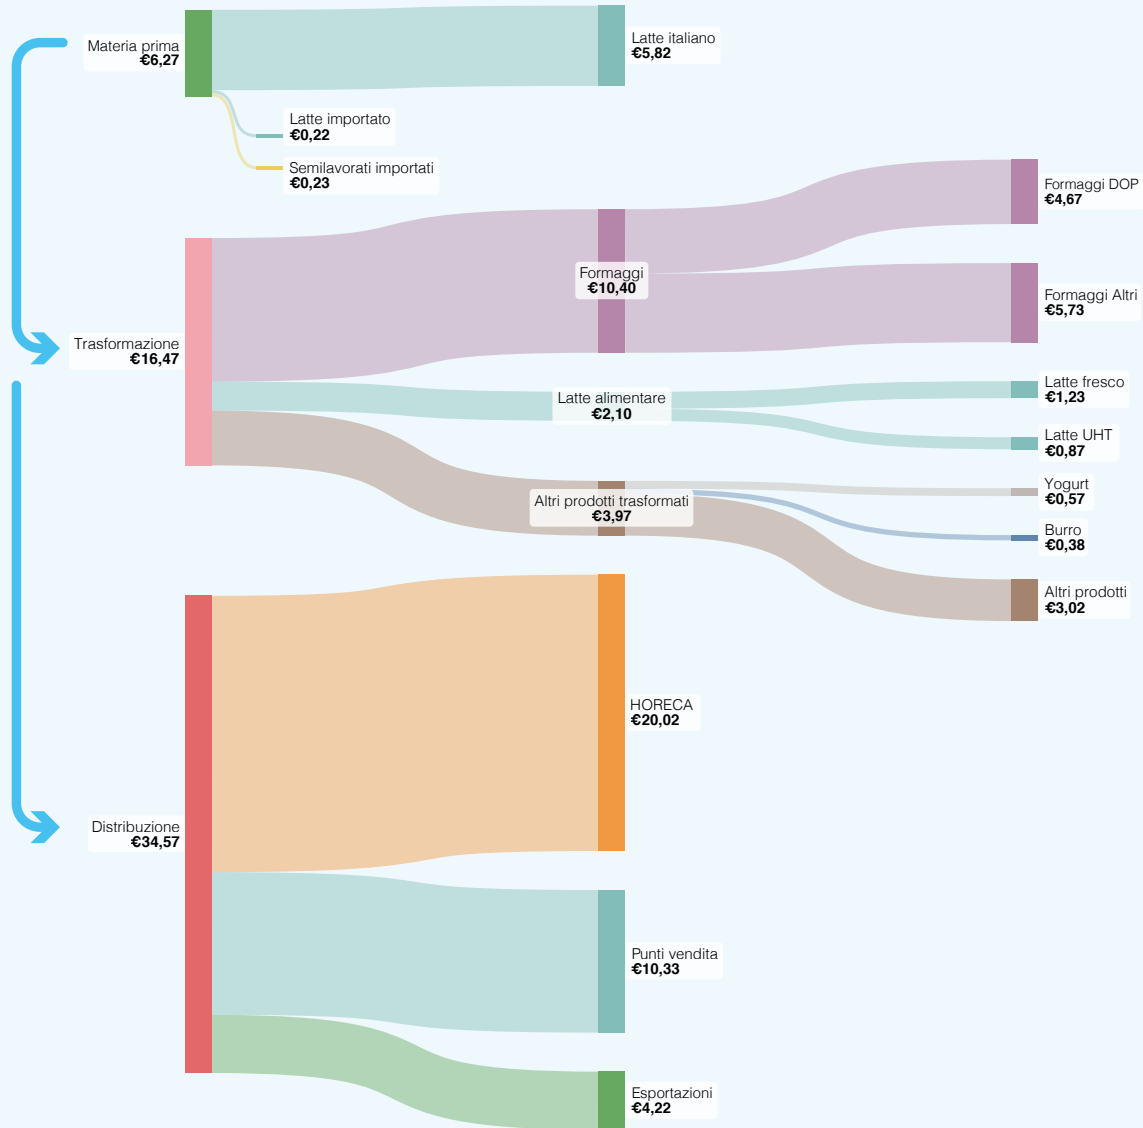 Materia prima
€6,27
Latte italiano
€5,82
Latte importato
€0,22
Semilavorati importati
€0,23
Trasformazione
€16,47
Formaggi
€10,40
Formaggi DOP
€4,67
Formaggi Altri
€5,73
Latte alimentare
€2,10
Latte fresco
€1,23
Latte UHT
€0,87
Altri prodotti trasformati
€3,97
Yogurt
€0,57
Burro
€0,38
Altri prodotti
€3,02
Distribuzione
€34,57
HORECA
€20,02
Punti vendita
€10,33
Esportazioni
€4,22